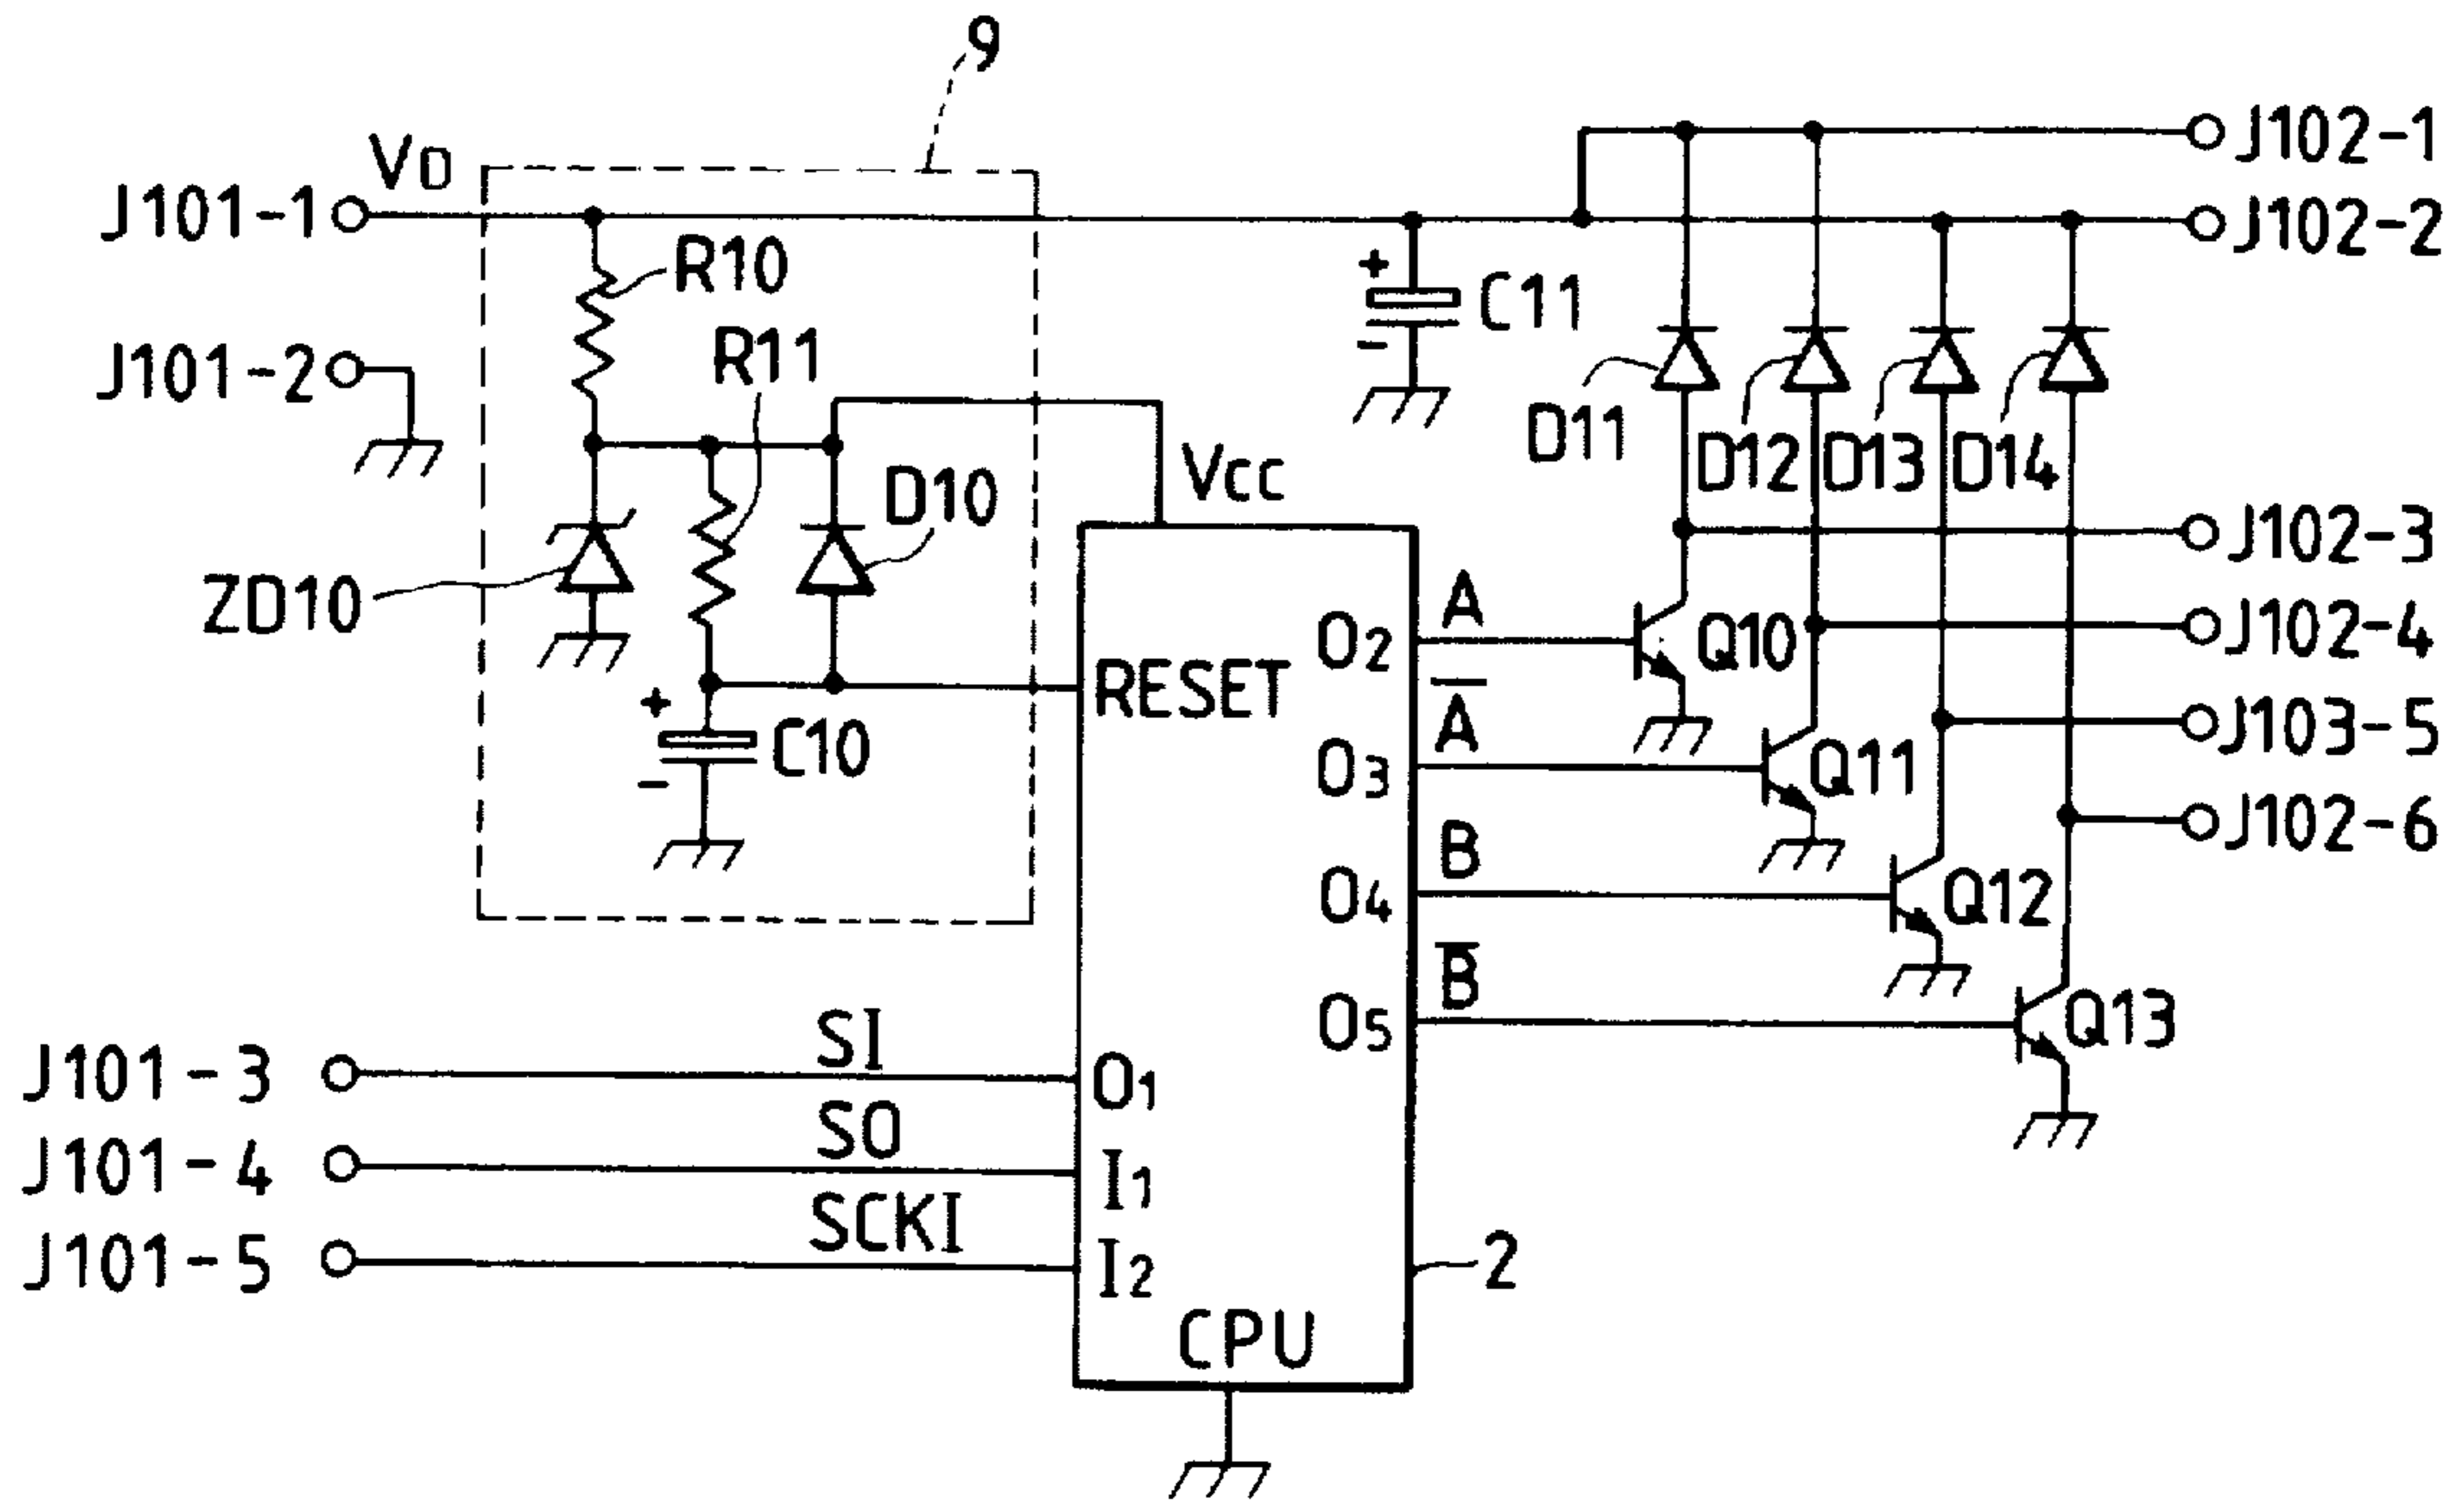 9
VD
J101-1
J102-1
J102-2
R10
C11
+
-
R11
J101-2
D11
D12
D13
D14
VCC
D10
J102-3
ZD10
A
O2
Q10
J102-4
RESET
A̅
+
C10
-
O3
Q11
J103-5
J102-6
B
O4
Q12
B̅
O5
Q13
SI
J101-3
O1
SO
J101-4
I1
SCKI
J101-5
I2
2
CPU